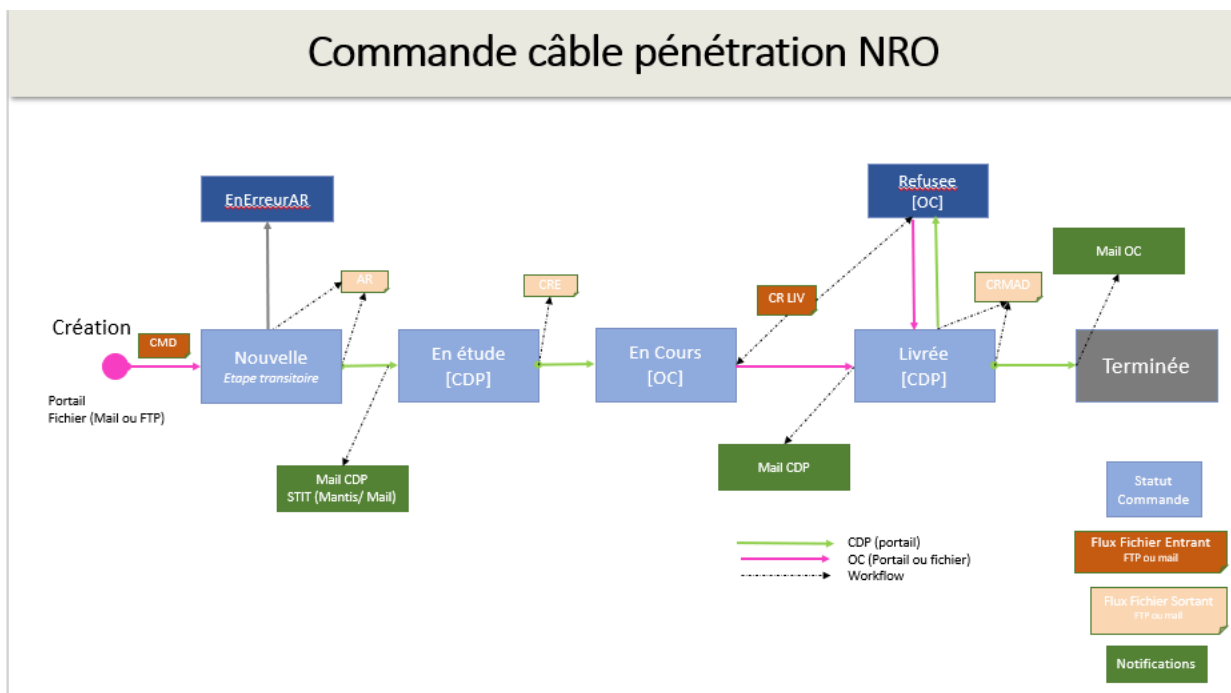 Commande câble pénétration NRO
EnErreurAR
Refusee
[OC]
Mail OC
AR
CRE
CR LIV
CRMAD
Création
CMD
Nouvelle
Etape transitoire
En étude
[CDP]
En Cours
[OC]
Livrée
[CDP]
Terminée
Portail
Fichier (Mail ou FTP)
Mail CDP
STIT (Mantis/ Mail)
Mail CDP
Statut
Commande
CDP (portail)
OC (Portail ou fichier)
Workflow
Flux Fichier Entrant
FTP ou mail
Flux Fichier Sortant
FTP ou mail
Notifications